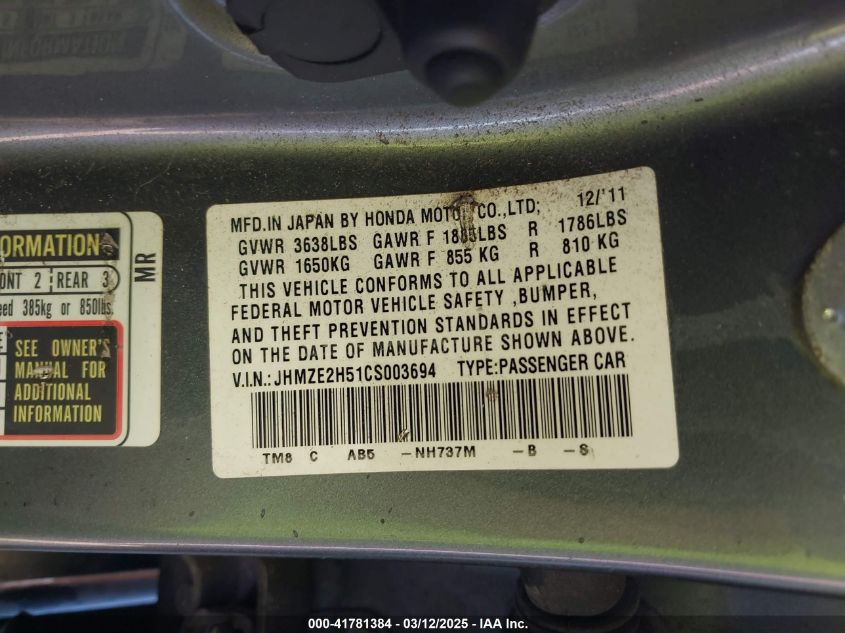 ORMATION
ONT 2 REAR 3
eed 385kg or 850lbs.
SEE OWNER'S
MANUAL FOR
ADDITIONAL
INFORMATION
MR
MFD.IN JAPAN BY HONDA MOTOR CO.,LTD; 12/'11
GVWR 3638LBS GAWR F LBS R 1786LBS
GVWR 1650KG GAWR F 855 KG R 810 KG
THIS VEHICLE CONFORMS TO ALL APPLICABLE
FEDERAL MOTOR VEHICLE SAFETY ,BUMPER,
AND THEFT PREVENTION STANDARDS IN EFFECT
ON THE DATE OF MANUFACTURE SHOWN ABOVE.
V.I.N.:JHMZE2H51CS003694 TYPE:PASSENGER CAR
TM8 C AB5 -NH737M -B -S
000-41781384 - 03/12/2025 - IAA Inc.